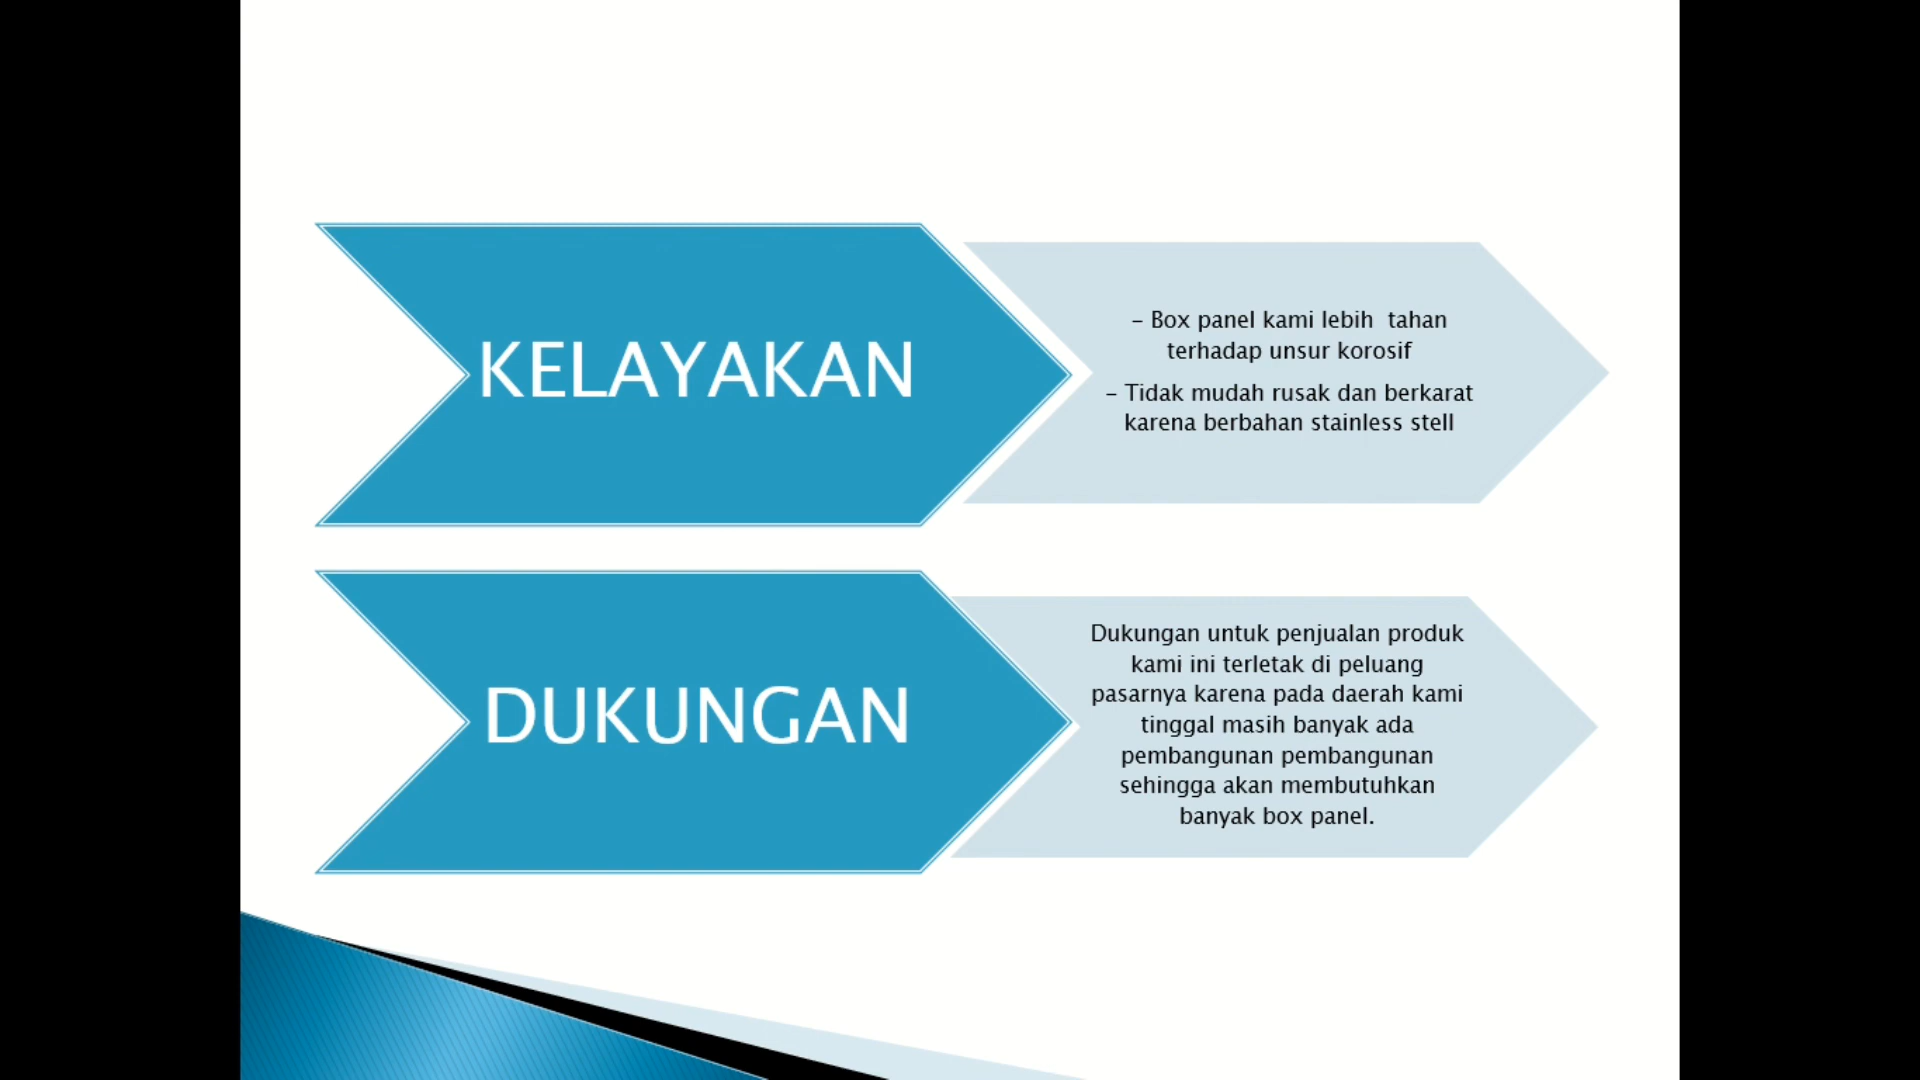 KELAYAKAN
- Box panel kami lebih  tahan
terhadap unsur korosif
- Tidak mudah rusak dan berkarat
karena berbahan stainless stell
DUKUNGAN
Dukungan untuk penjualan produk
kami ini terletak di peluang
pasarnya karena pada daerah kami
tinggal masih banyak ada
pembangunan pembangunan
sehingga akan membutuhkan
banyak box panel.